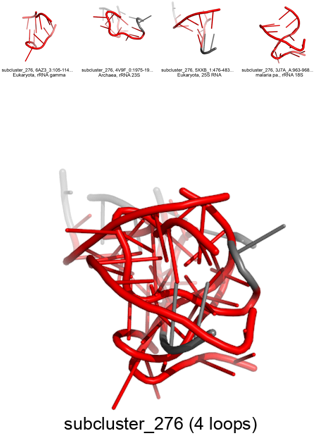 subcluster_276, 6AZ3_3:105-114...
Eukaryota, rRNA gamma
subcluster_276, 4V9F_0:1975-19...
Archaea, rRNA 23S
subcluster_276, 5XXB_1:476-483...
Eukaryota, 25S RNA
subcluster_276, 3J7A_A:963-968...
malaria pa.. rRNA 18S
subcluster_276 (4 loops)